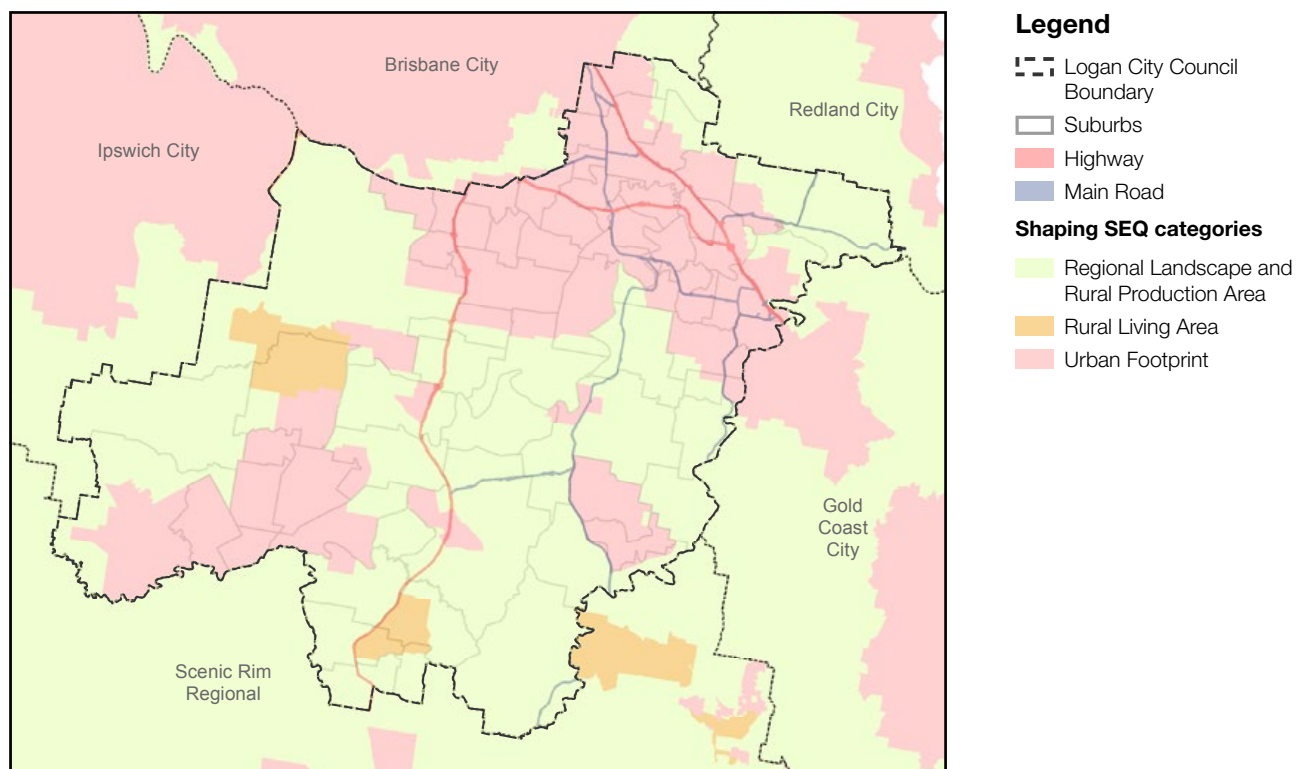 Brisbane City
Redland City
Ipswich City
Gold
Coast
City
Scenic Rim
Regional
Legend
Logan City Council
Boundary
Suburbs
Highway
Main Road
Shaping SEQ categories
Regional Landscape and
Rural Production Area
Rural Living Area
Urban Footprint